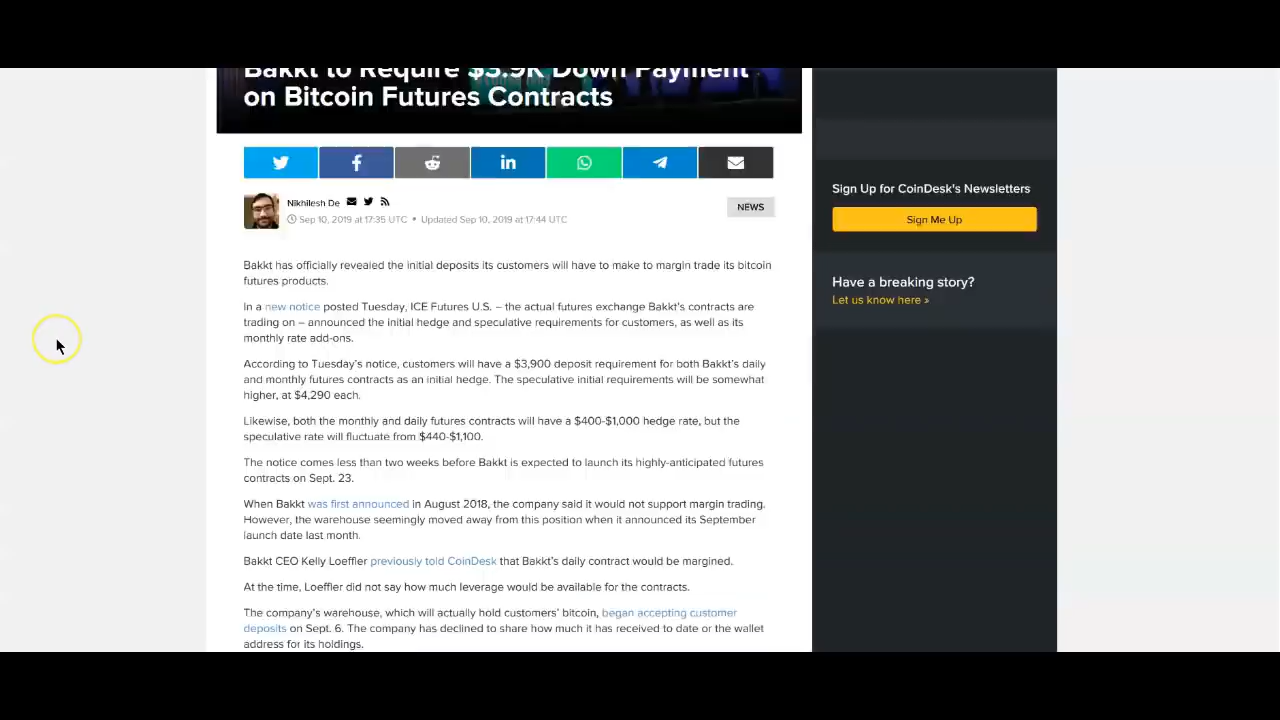 Bakkt to Require $3.9K Down Payment
on Bitcoin Futures Contracts
Nikhilesh De
Sep 10, 2019 at 17:35 UTC • Updated Sep 10, 2019 at 17:44 UTC
NEWS
Bakkt has officially revealed the initial deposits its customers will have to make to margin trade its bitcoin
futures products.
In a new notice posted Tuesday, ICE Futures U.S. – the actual futures exchange Bakkt's contracts are
trading on – announced the initial hedge and speculative requirements for customers, as well as its
monthly rate add-ons.
According to Tuesday's notice, customers will have a $3,900 deposit requirement for both Bakkt's daily
and monthly futures contracts as an initial hedge. The speculative initial requirements will be somewhat
higher, at $4,290 each.
Likewise, both the monthly and daily futures contracts will have a $400-$1,000 hedge rate, but the
speculative rate will fluctuate from $440-$1,100.
The notice comes less than two weeks before Bakkt is expected to launch its highly-anticipated futures
contracts on Sept. 23.
When Bakkt was first announced in August 2018, the company said it would not support margin trading.
However, the warehouse seemingly moved away from this position when it announced its September
launch date last month.
Bakkt CEO Kelly Loeffler previously told CoinDesk that Bakkt's daily contract would be margined.
At the time, Loeffler did not say how much leverage would be available for the contracts.
The company's warehouse, which will actually hold customers' bitcoin, began accepting customer
deposits on Sept. 6. The company has declined to share how much it has received to date or the wallet
address for its holdings.
Sign Up for CoinDesk's Newsletters
Sign Me Up
Have a breaking story?
Let us know here »